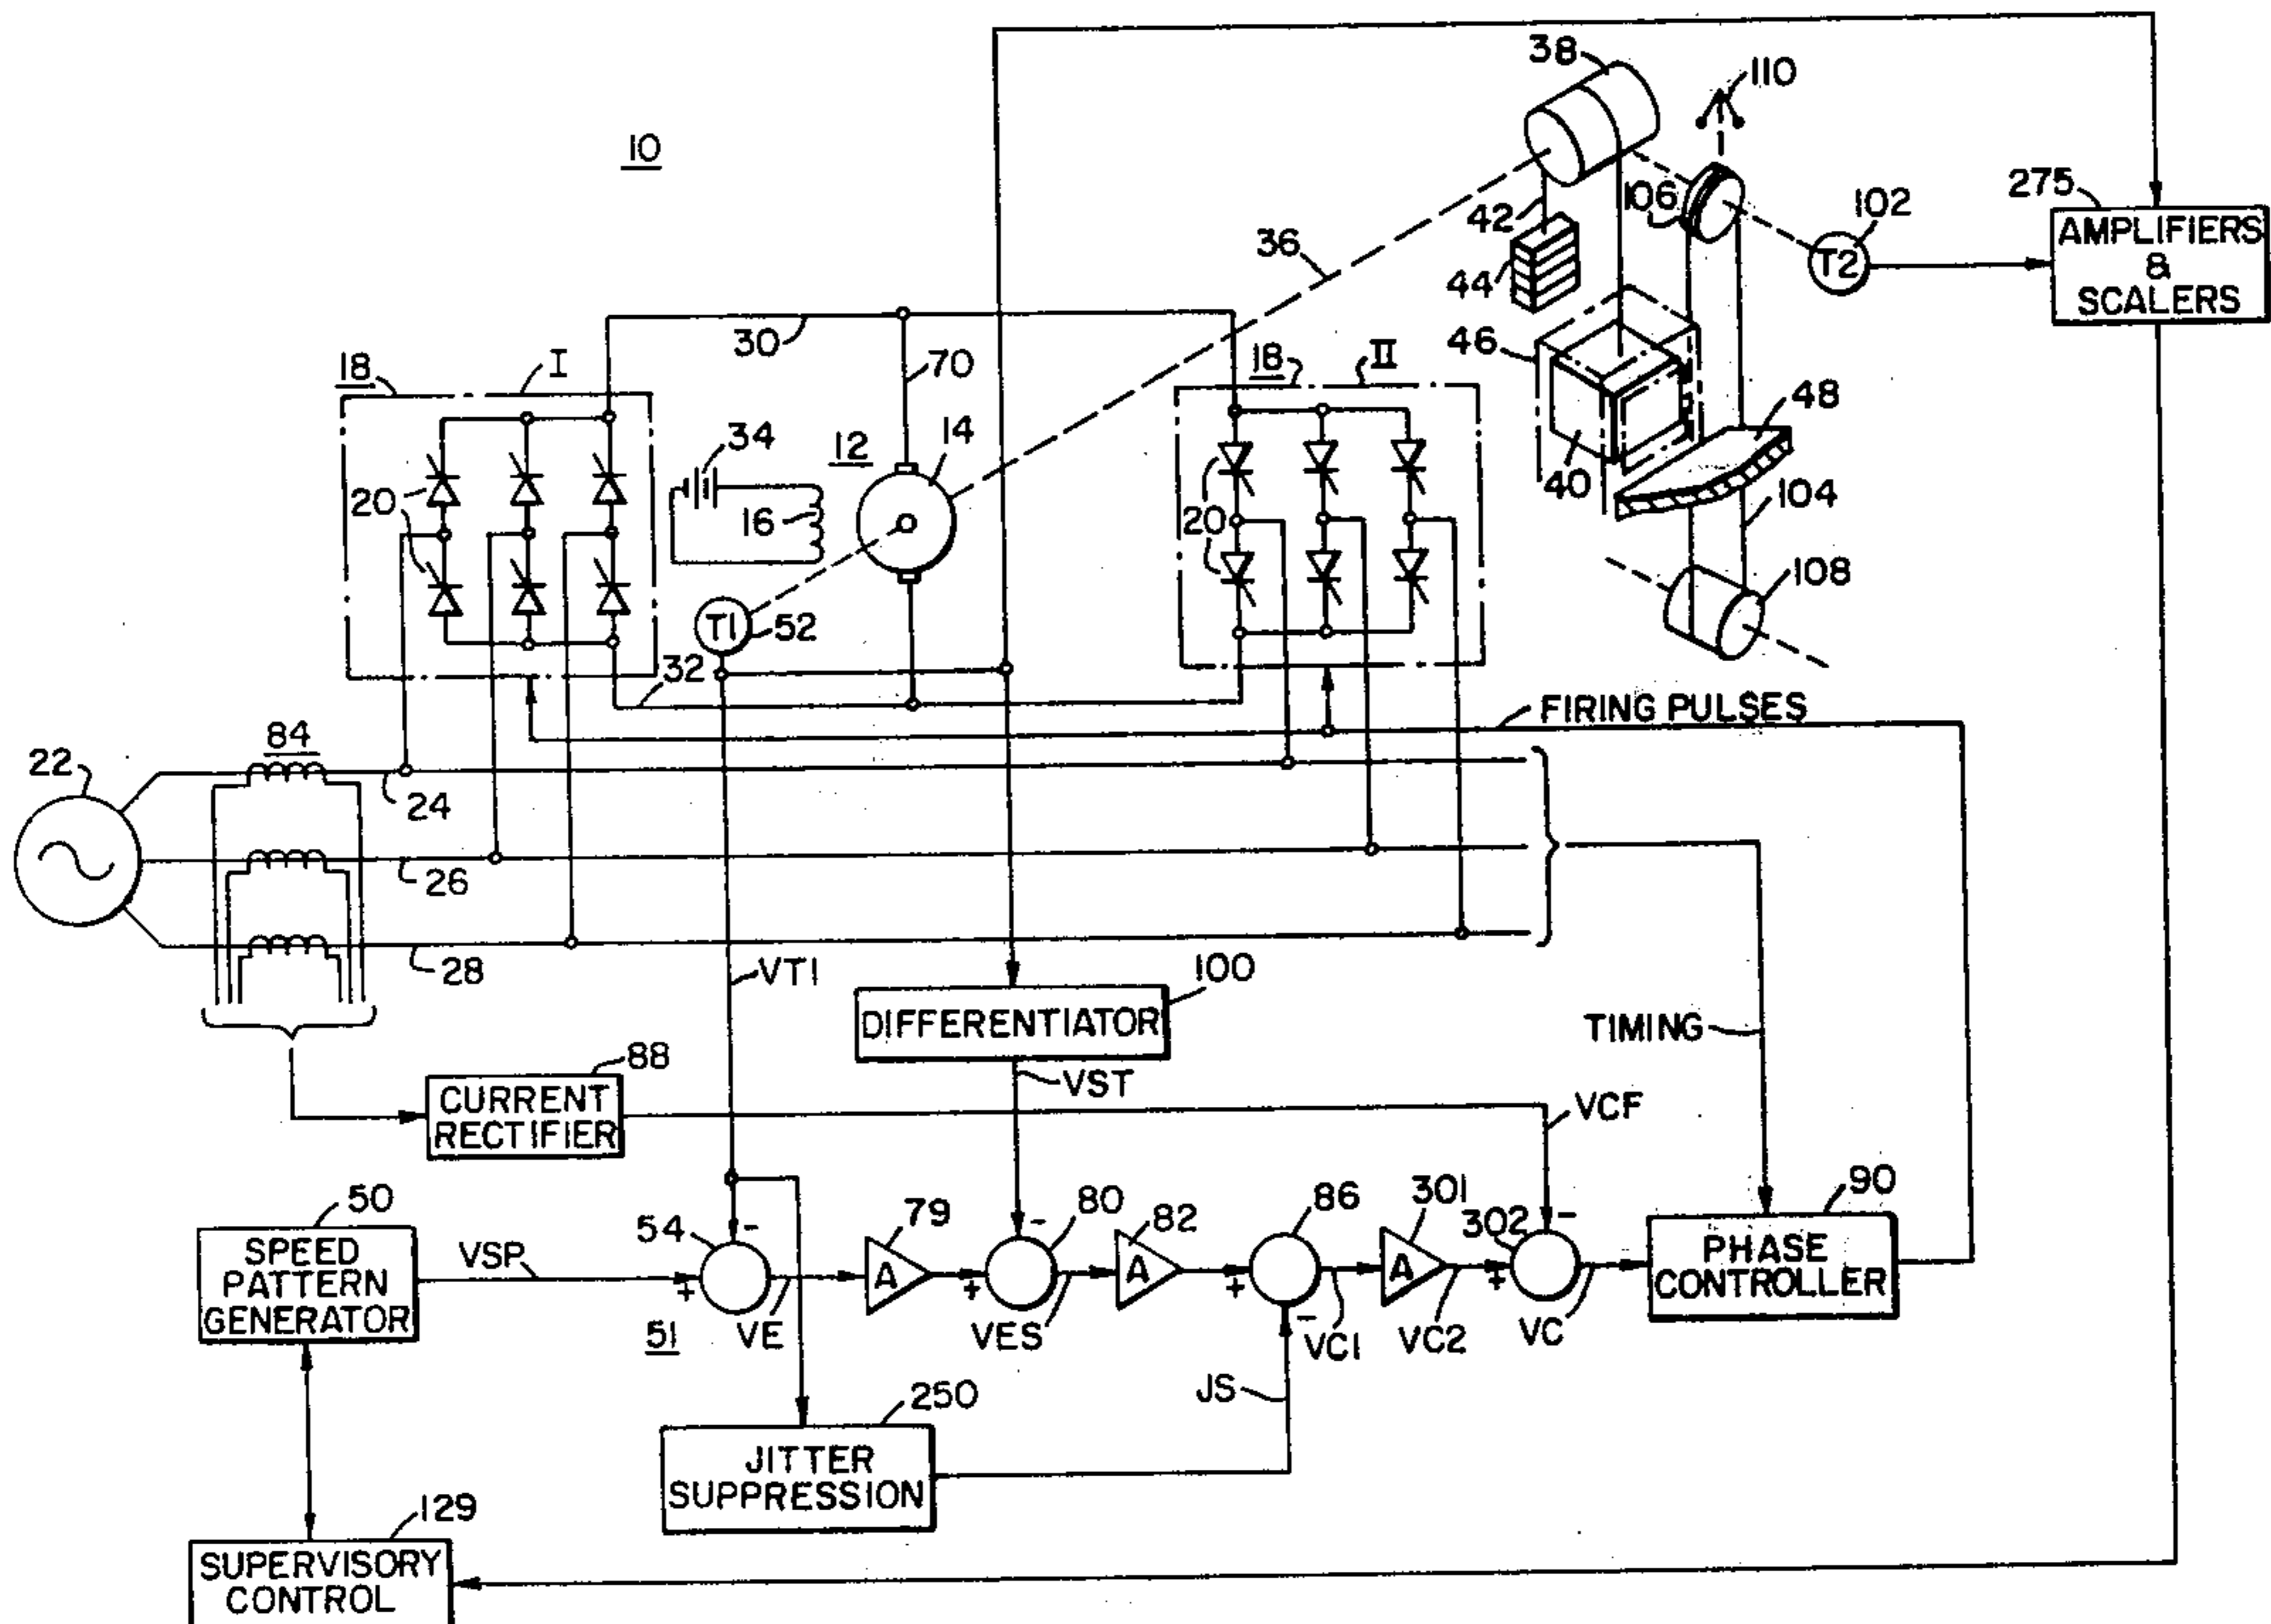 10
38
110
275
AMPLIFIERS
&
SCALERS
106
102
T2
42
44
36
46
48
40
104
108
30
70
18
I
18
II
34
12
14
20
16
20
T1
52
32
FIRING PULSES
22
84
24
26
28
VT1
100
DIFFERENTIATOR
TIMING
VST
88
CURRENT
RECTIFIER
VCF
50
SPEED
PATTERN
GENERATOR
VSP
54
-
+
51
VE
79
A
80
-
+
VES
82
A
86
+
-
VC1
301
A
VC2
302
-
+
VC
90
PHASE
CONTROLLER
JS
250
JITTER
SUPPRESSION
129
SUPERVISORY
CONTROL